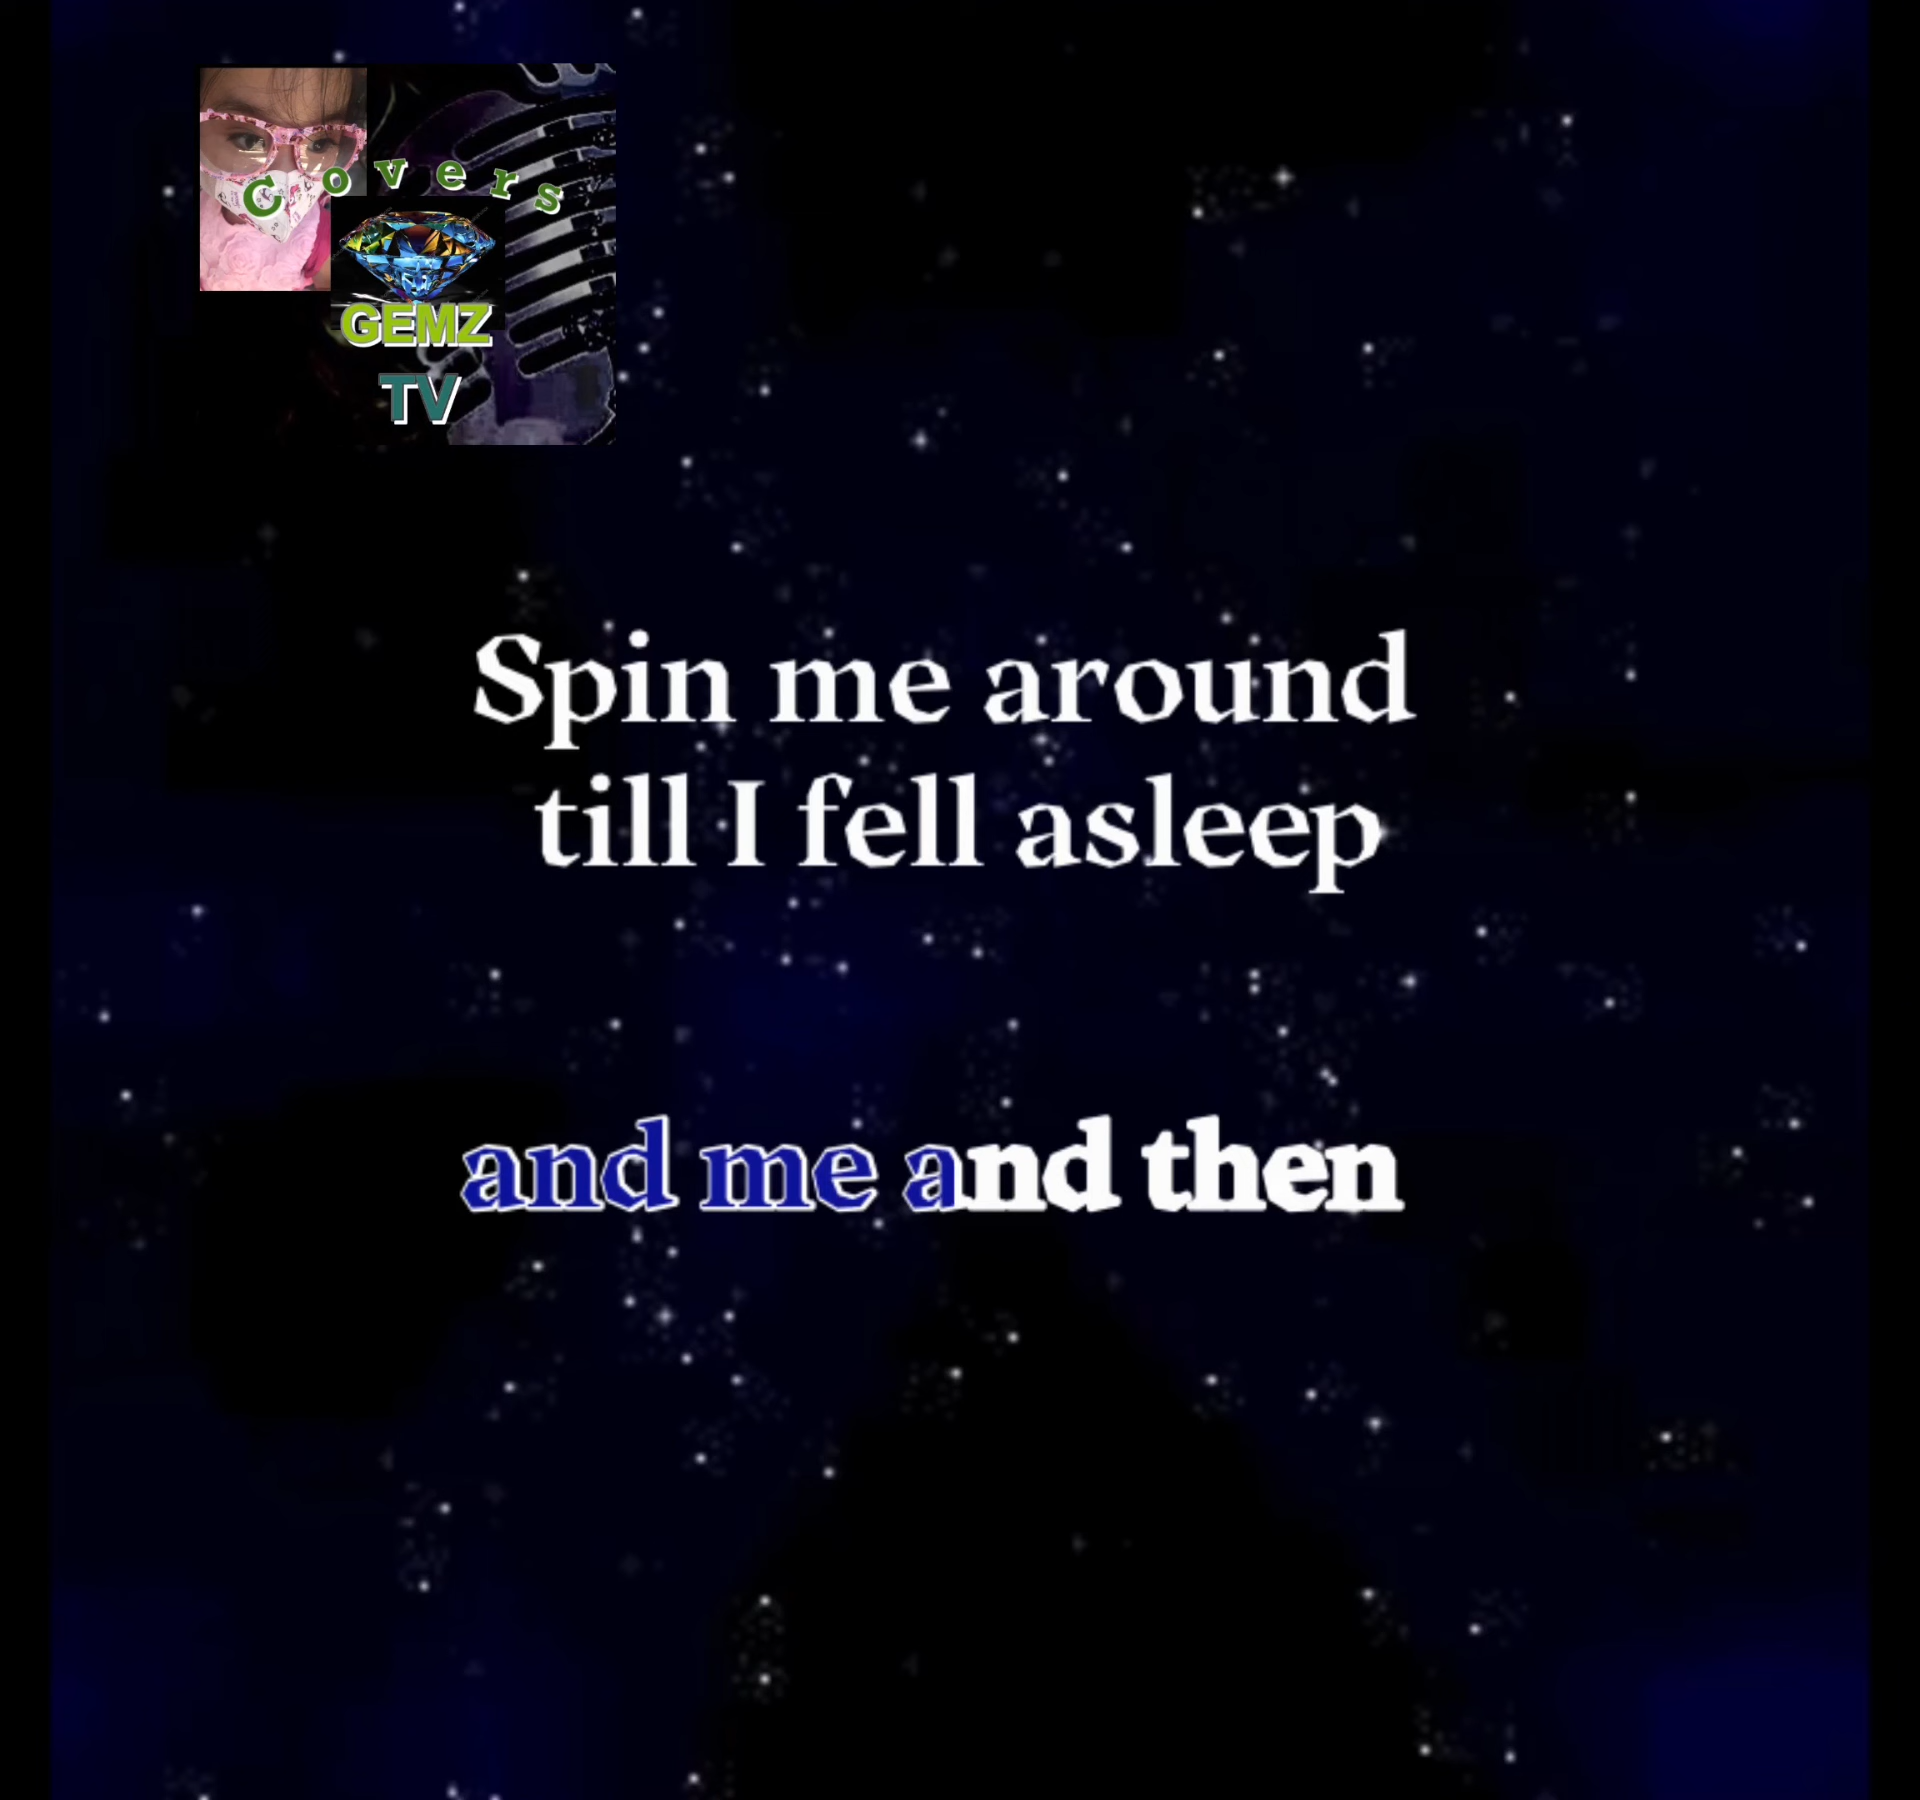 Covers
GEMZ
TV
Spin me around
till I fell asleep
and me and then